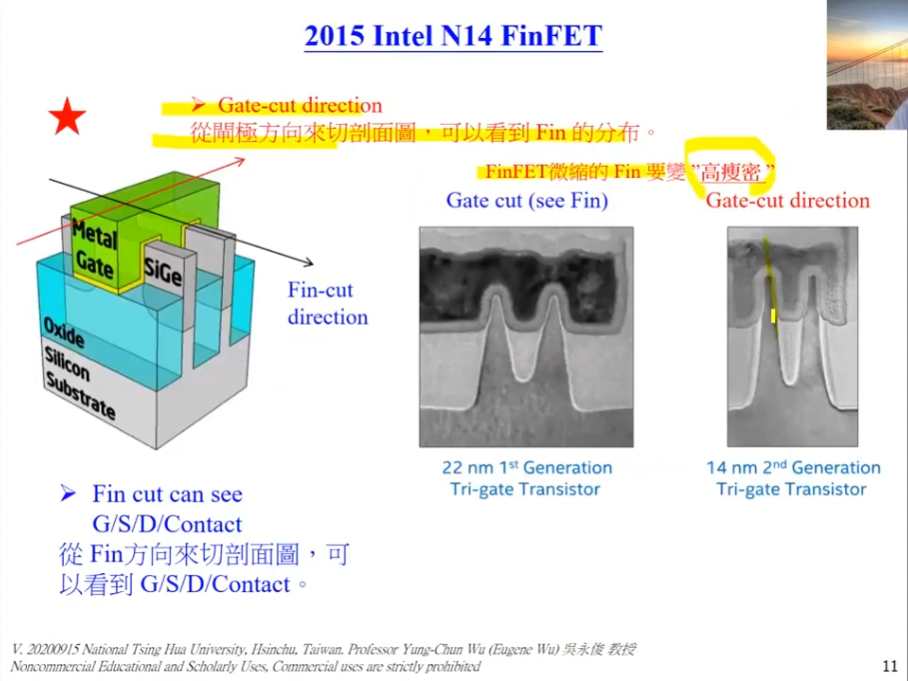 2015 Intel N14 FinFET
➢ Gate-cut direction
從閘極方向來切剖面圖，可以看到 Fin 的分布。
FinFET微縮的 Fin 要變 ”高瘦密 ”
Gate cut (see Fin)
Gate-cut direction
Metal
Gate
SiGe
Oxide
Silicon
Substrate
Fin-cut
direction
22 nm 1st Generation
Tri-gate Transistor
14 nm 2nd Generation
Tri-gate Transistor
➢ Fin cut can see
G/S/D/Contact
從 Fin方向來切剖面圖，可
以看到 G/S/D/Contact。
V. 20200915 National Tsing Hua University, Hsinchu, Taiwan. Professor Yung-Chun Wu (Eugene Wu) 吳永俊 教授
Noncommercial Educational and Scholarly Uses, Commercial uses are strictly prohibited
11